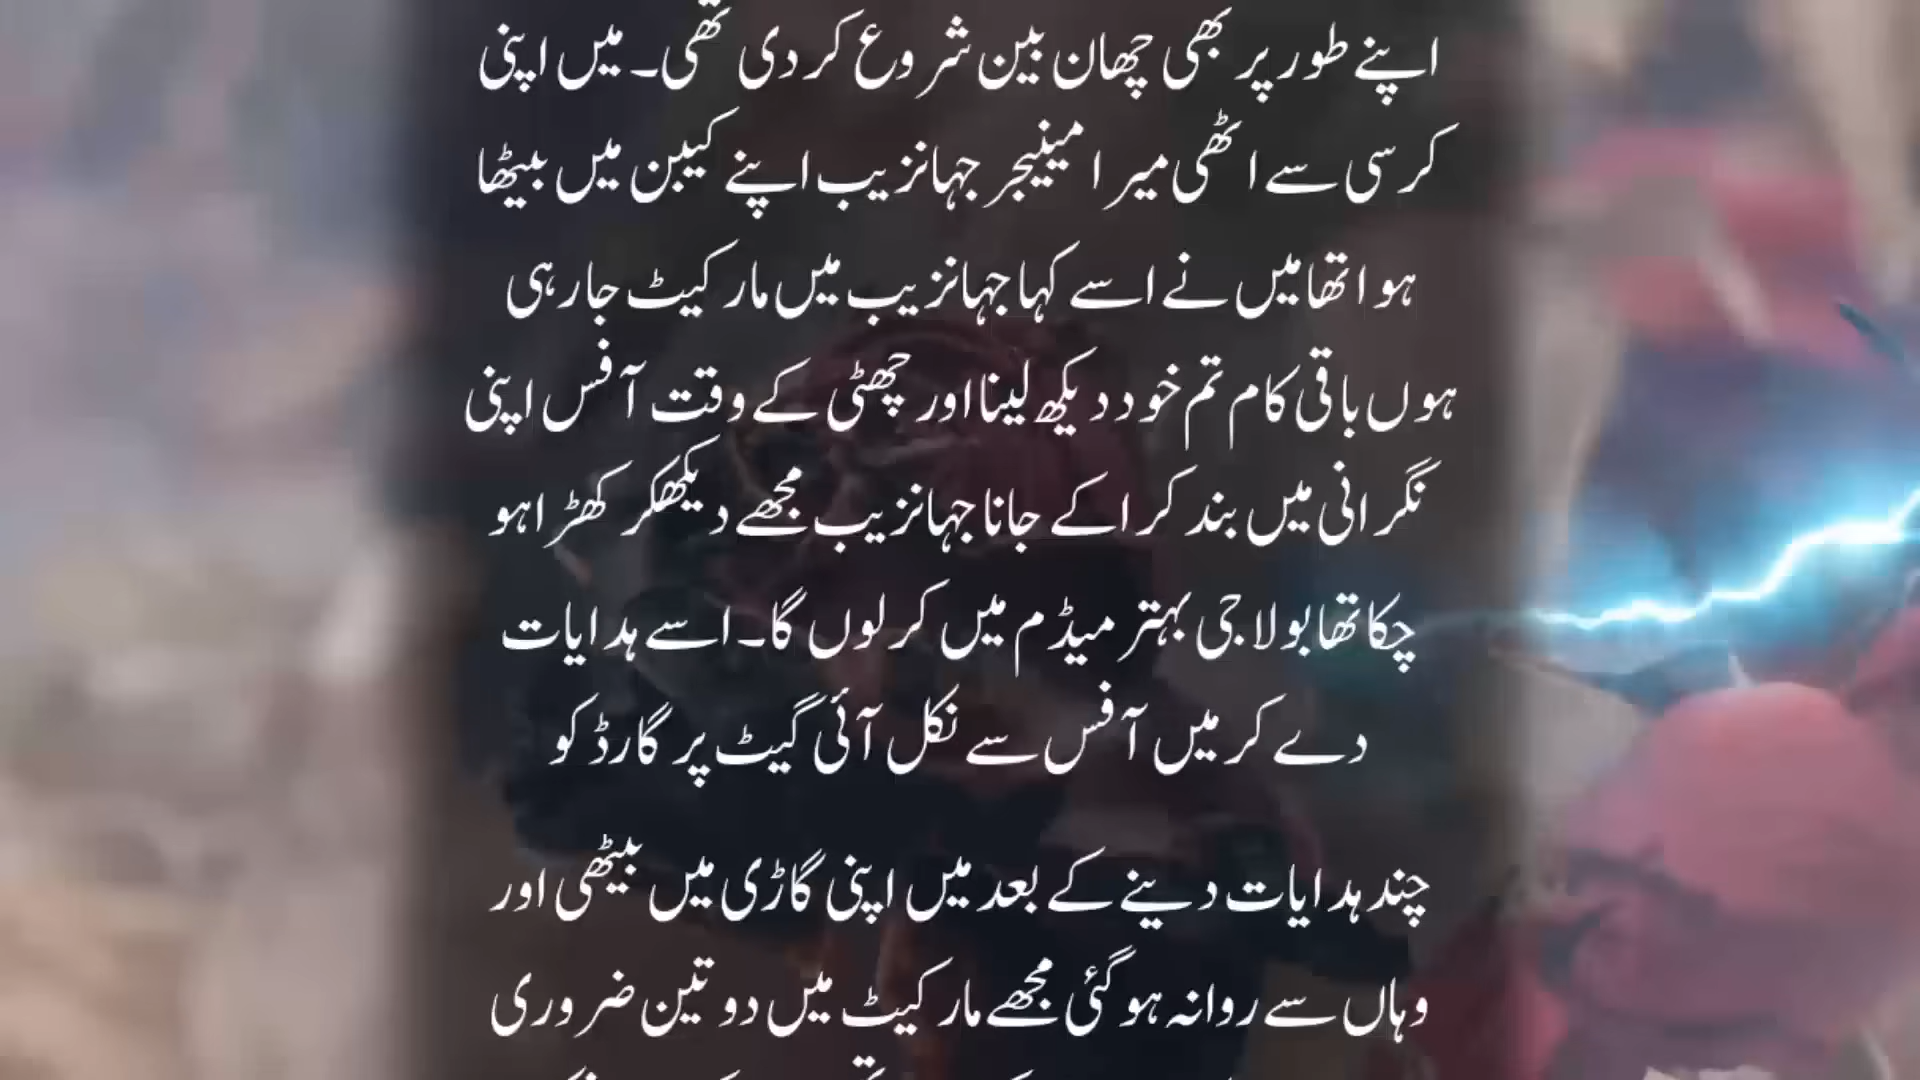 اپنے طور پر بھی چھان بین شروع کر دی تھی۔ میں اپنی
کرسی سے اٹھی میرا مینیجر جہانزیب اپنے کیبن میں بیٹھا
ہوا تھا میں نے اسے کہا جہانزیب میں مارکیٹ جا رہی
ہوں باقی کام تم خود دیکھ لینا اور چھٹی کے وقت آفس اپنی
نگرانی میں بند کرا کے جانا جہانزیب مجھے دیکھکر کھڑا ہو
چکا تھا بولا جی بہتر میڈم میں کر لوں گا۔ اسے ہدایات
دے کر میں آفس سے نکل آئی گیٹ پر گارڈ کو
چند ہدایات دینے کے بعد میں اپنی گاڑی میں بیٹھی اور
وہاں سے روانہ ہو گئی مجھے مارکیٹ میں دو تین ضروری